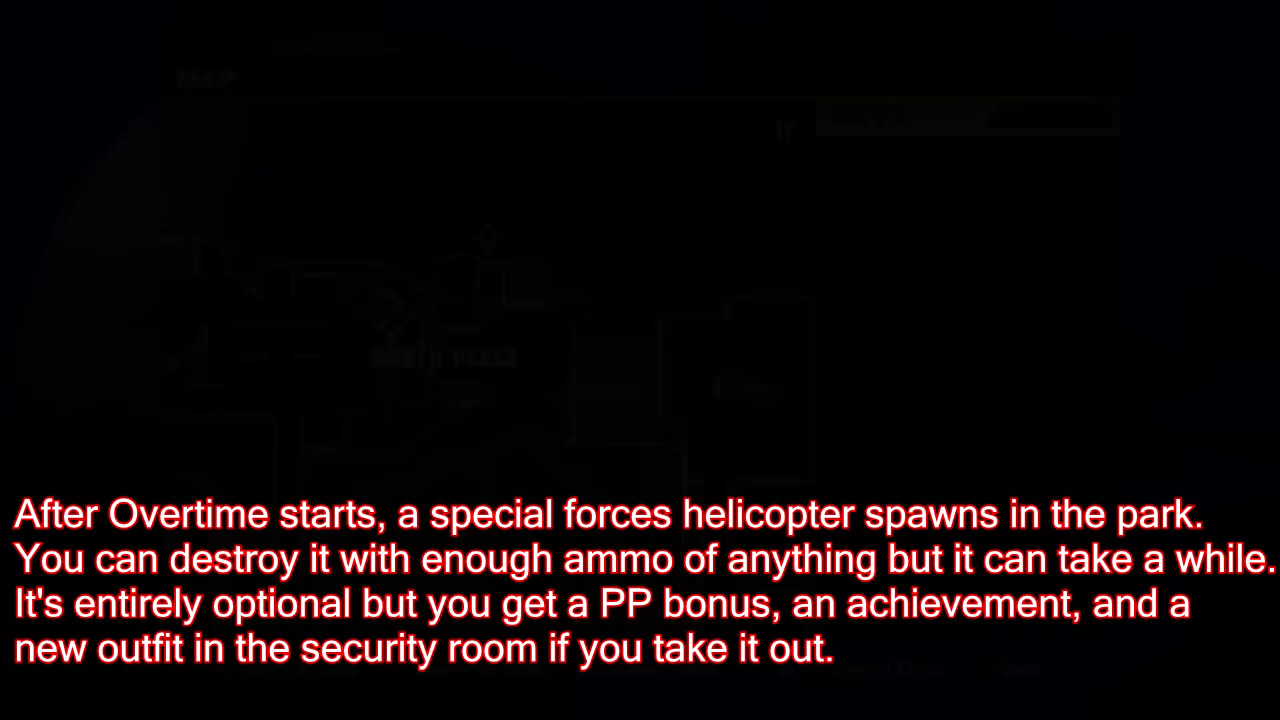 After Overtime starts, a special forces helicopter spawns in the park.
You can destroy it with enough ammo of anything but it can take a while.
It's entirely optional but you get a PP bonus, an achievement, and a
new outfit in the security room if you take it out.